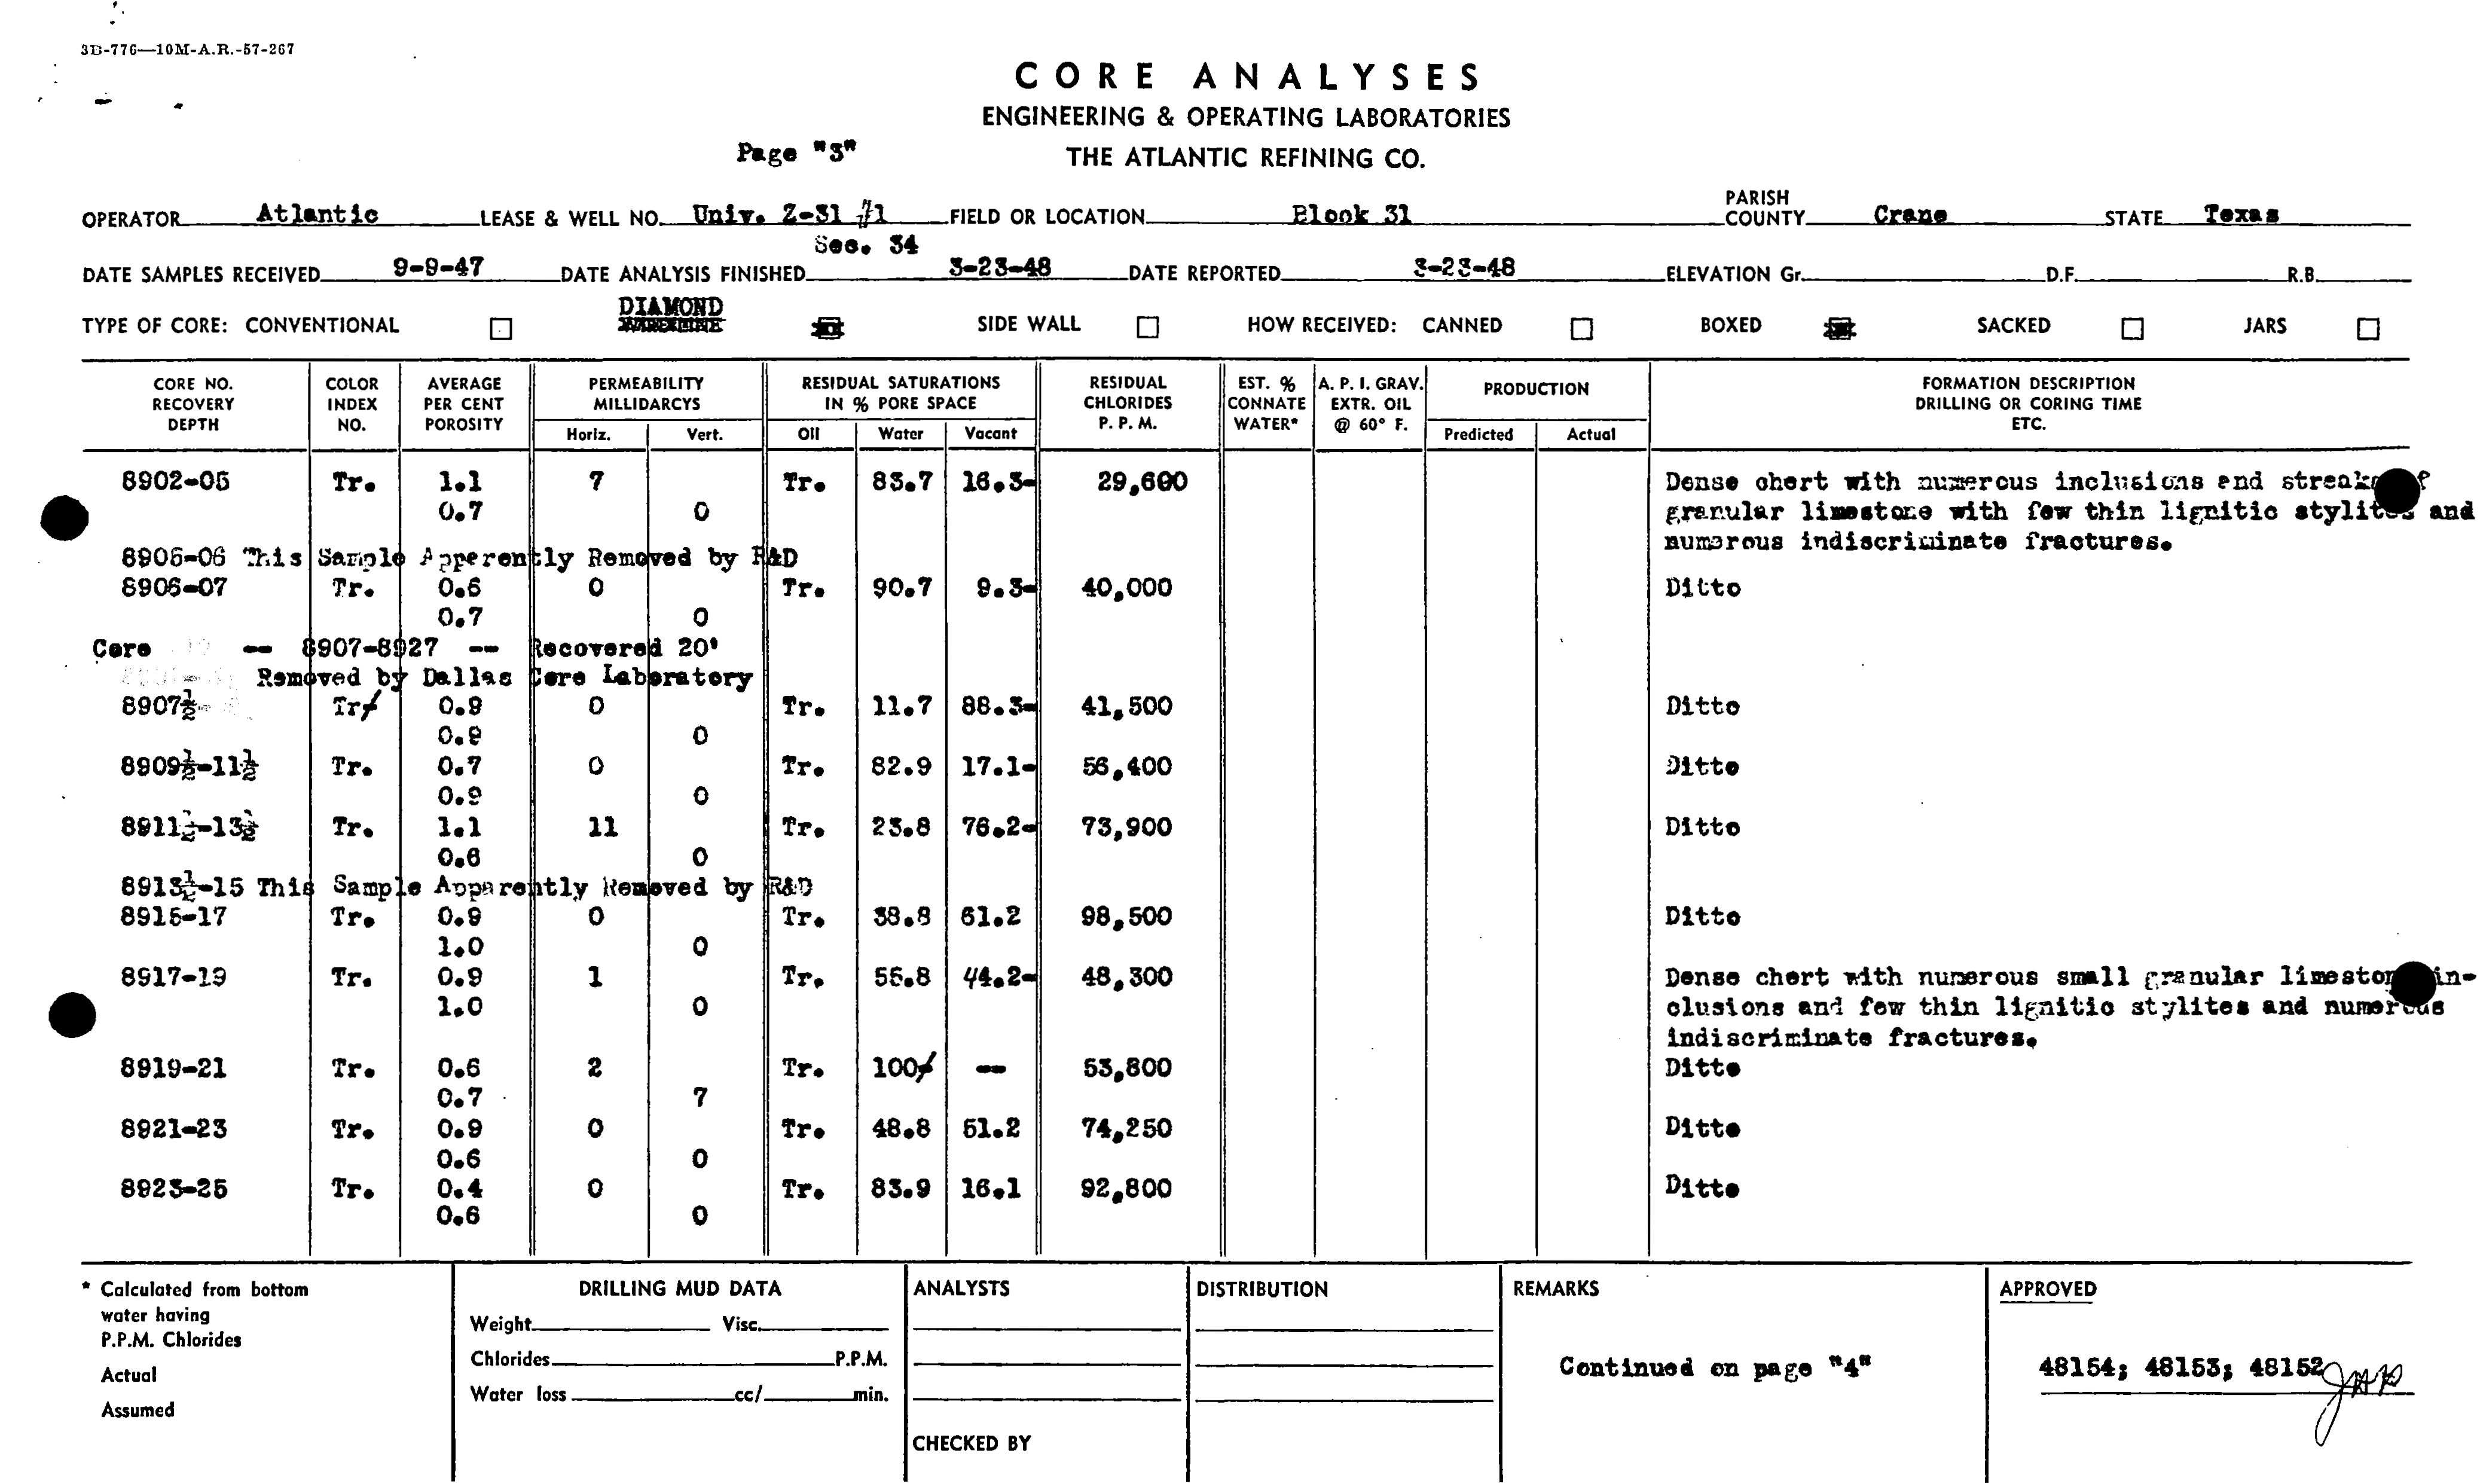 3D-776—10M-A.R.-57-267
CORE ANALYSES
ENGINEERING & OPERATING LABORATORIES
Page "3" THE ATLANTIC REFINING CO.
OPERATOR Atlantic LEASE & WELL NO. Univ. Z-31 #1 FIELD OR LOCATION Block 31 PARISH COUNTY Crane STATE Texas
Sec. 34
DATE SAMPLES RECEIVED 9-9-47 DATE ANALYSIS FINISHED 3-23-48 DATE REPORTED 3-23-48 ELEVATION Gr. D.F. R.B.
TYPE OF CORE: CONVENTIONAL DIAMOND SIDE WALL HOW RECEIVED: CANNED BOXED SACKED JARS
CORE NO. RECOVERY DEPTH COLOR INDEX NO. AVERAGE PER CENT POROSITY PERMEABILITY MILLIDARCYS RESIDUAL SATURATIONS IN % PORE SPACE RESIDUAL CHLORIDES P. P. M. EST. % CONNATE WATER* A. P. I. GRAV. EXTR. OIL @ 60° F. PRODUCTION FORMATION DESCRIPTION DRILLING OR CORING TIME ETC.
Horiz. Vert. Oil Water Vacant Predicted Actual
8902-05 Tr. 1.1 7 Tr. 83.7 16.3- 29,600 Dense chert with numerous inclusions and streaks
0.7 0 granular limestone with few thin lignitic stylites and
numerous indiscriminate fractures.
8905-06 This Sample Apparently Removed by R&D
8906-07 Tr. 0.6 0 Tr. 90.7 9.3- 40,000 Ditto
0.7 0
Core -- 8907-8927 -- Recovered 20'
Removed by Dallas Core Laboratory
8907½- Tr. 0.9 0 Tr. 11.7 88.3- 41,500 Ditto
0.9 0
8909½-11½ Tr. 0.7 0 Tr. 82.9 17.1- 56,400 Ditto
0.9 0
8911½-13½ Tr. 1.1 11 Tr. 23.8 76.2- 73,900 Ditto
0.6 0
8913½-15 This Sample Apparently Removed by R&D
8915-17 Tr. 0.9 0 Tr. 38.8 61.2 98,500 Ditto
1.0 0
8917-19 Tr. 0.9 1 Tr. 55.8 44.2- 48,300 Dense chert with numerous small granular limestone in-
1.0 0 clusions and few thin lignitic stylites and numerous
indiscriminate fractures.
8919-21 Tr. 0.6 2 Tr. 100 -- 53,800 Ditto
0.7 7
8921-23 Tr. 0.9 0 Tr. 48.8 51.2 74,250 Ditto
0.6 0
8923-25 Tr. 0.4 0 Tr. 83.9 16.1 92,800 Ditto
0.6 0
* Calculated from bottom water having P.P.M. Chlorides
Actual
Assumed
DRILLING MUD DATA
Weight Visc.
Chlorides P.P.M.
Water loss cc/ min.
ANALYSTS
CHECKED BY
DISTRIBUTION
REMARKS
Continued on page "4"
APPROVED
48154; 48153; 48152